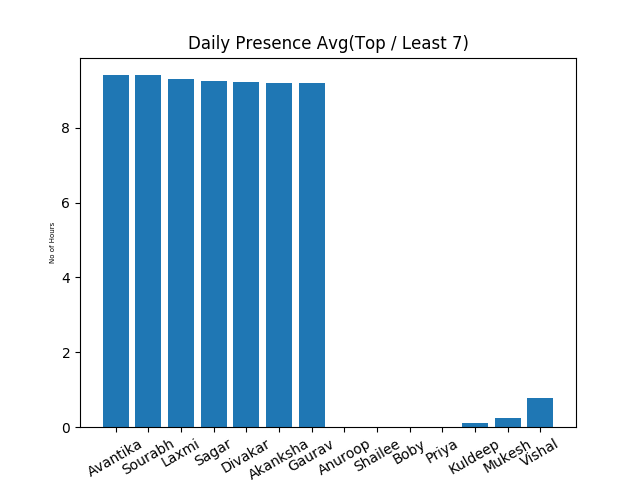 Daily Presence Avg(Top / Least 7)
8
6
4
2
0
No of Hours
Avantika
Sourabh
Laxmi
Sagar
Divakar
Akanksha
Gaurav
Anuroop
Shailee
Boby
Priya
Kuldeep
Mukesh
Vishal